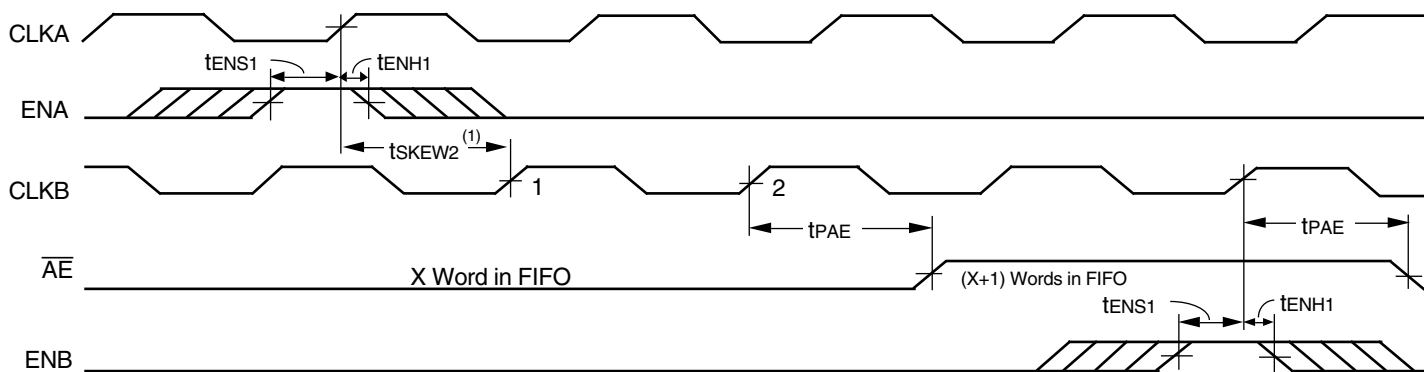 CLKA
tENS1 tENH1
ENA
tSKEW2 (1)
CLKB 1 2
tPAE tPAE
AE X Word in FIFO (X+1) Words in FIFO
tENS1 tENH1
ENB